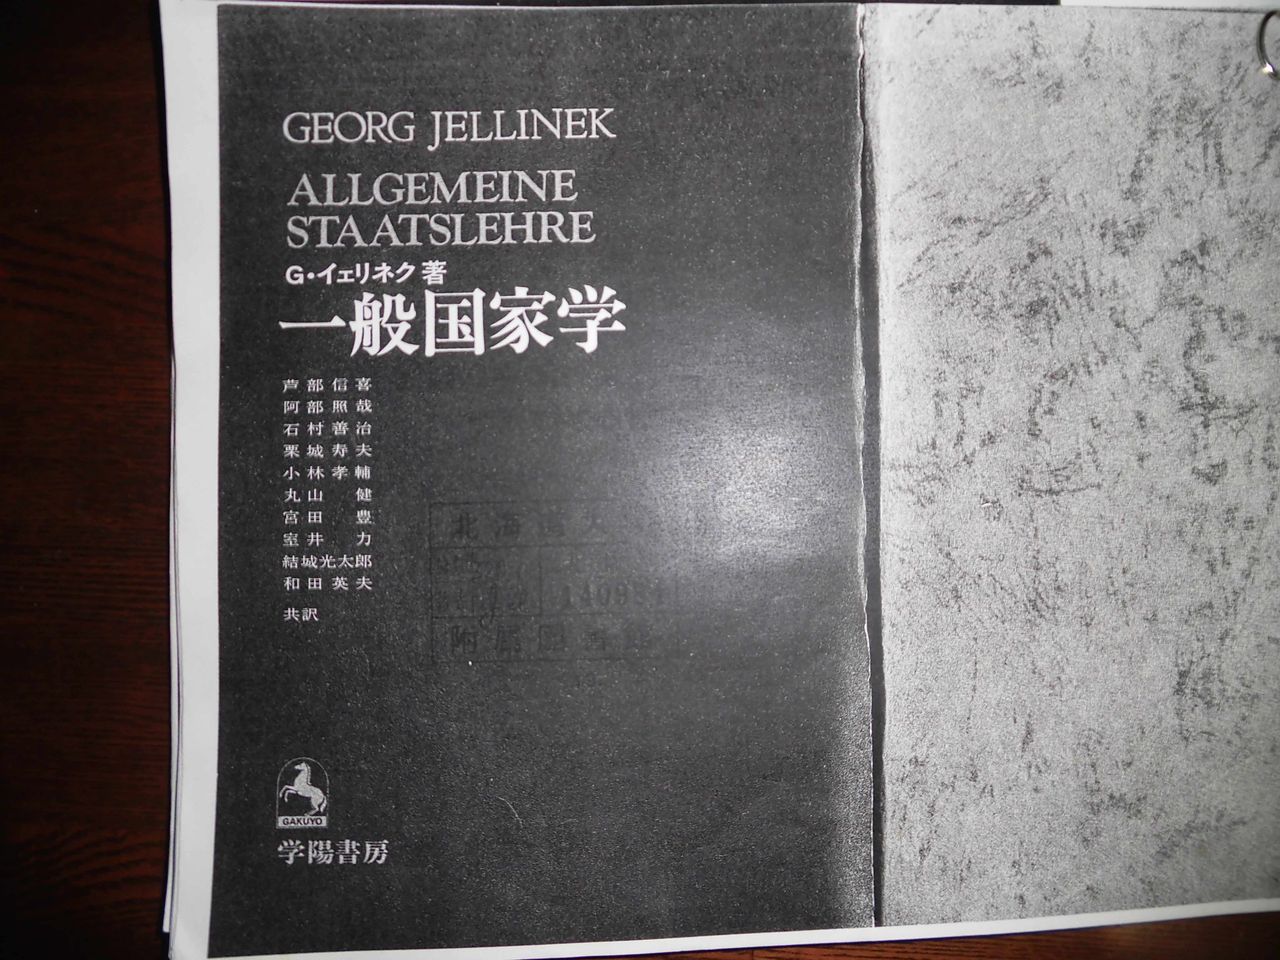 GEORG JELLINEK
ALLGEMEINE
STAATSLEHRE
G・イェリネク著
一般国家学
芦部信喜
阿部照哉
石村善治
栗城寿夫
小林孝輔
丸山健
宮田豊
室井力
結城光太郎
和田英夫
共訳
GAKUYO
学陽書房